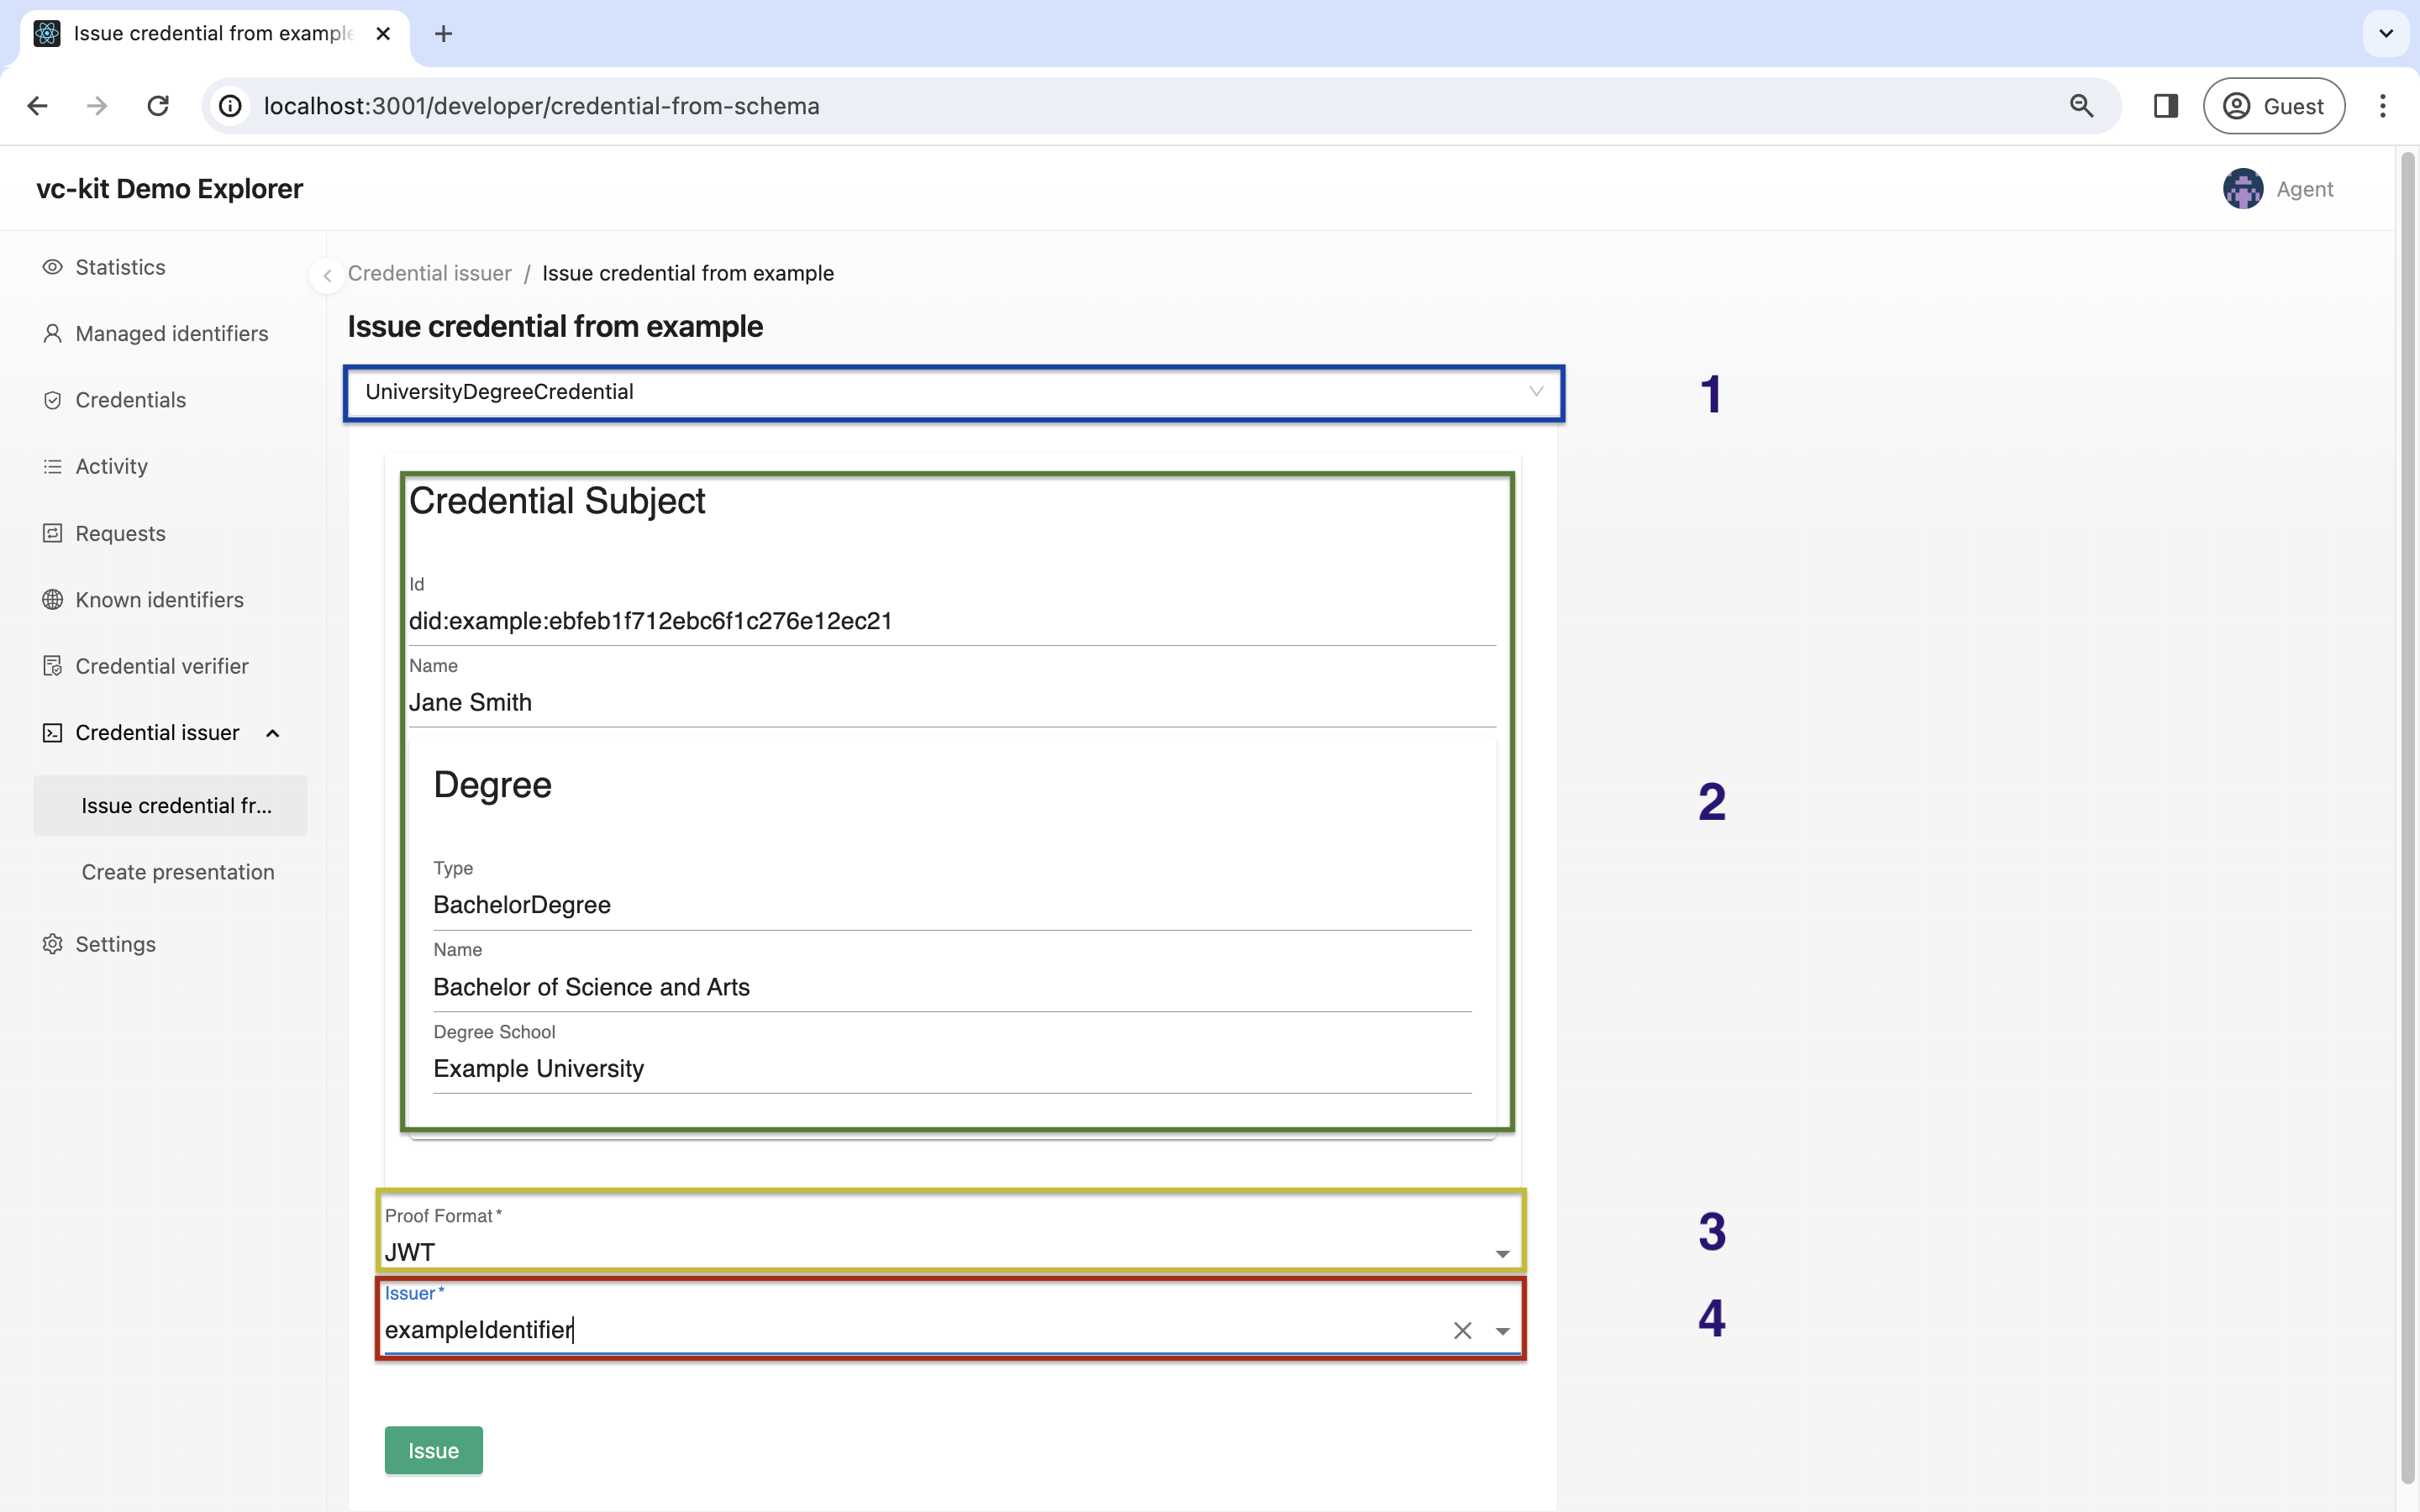 Issue credential from example
localhost:3001/developer/credential-from-schema
Guest
vc-kit Demo Explorer
Agent
Statistics
Managed identifiers
Credentials
Activity
Requests
Known identifiers
Credential verifier
Credential issuer
Issue credential fr...
Create presentation
Settings
Credential issuer / Issue credential from example
Issue credential from example
UniversityDegreeCredential
1
Credential Subject
Id
did:example:ebfeb1f712ebc6f1c276e12ec21
Name
Jane Smith
Degree
2
Type
BachelorDegree
Name
Bachelor of Science and Arts
Degree School
Example University
Proof Format *
JWT
3
Issuer *
exampleIdentifier
4
Issue